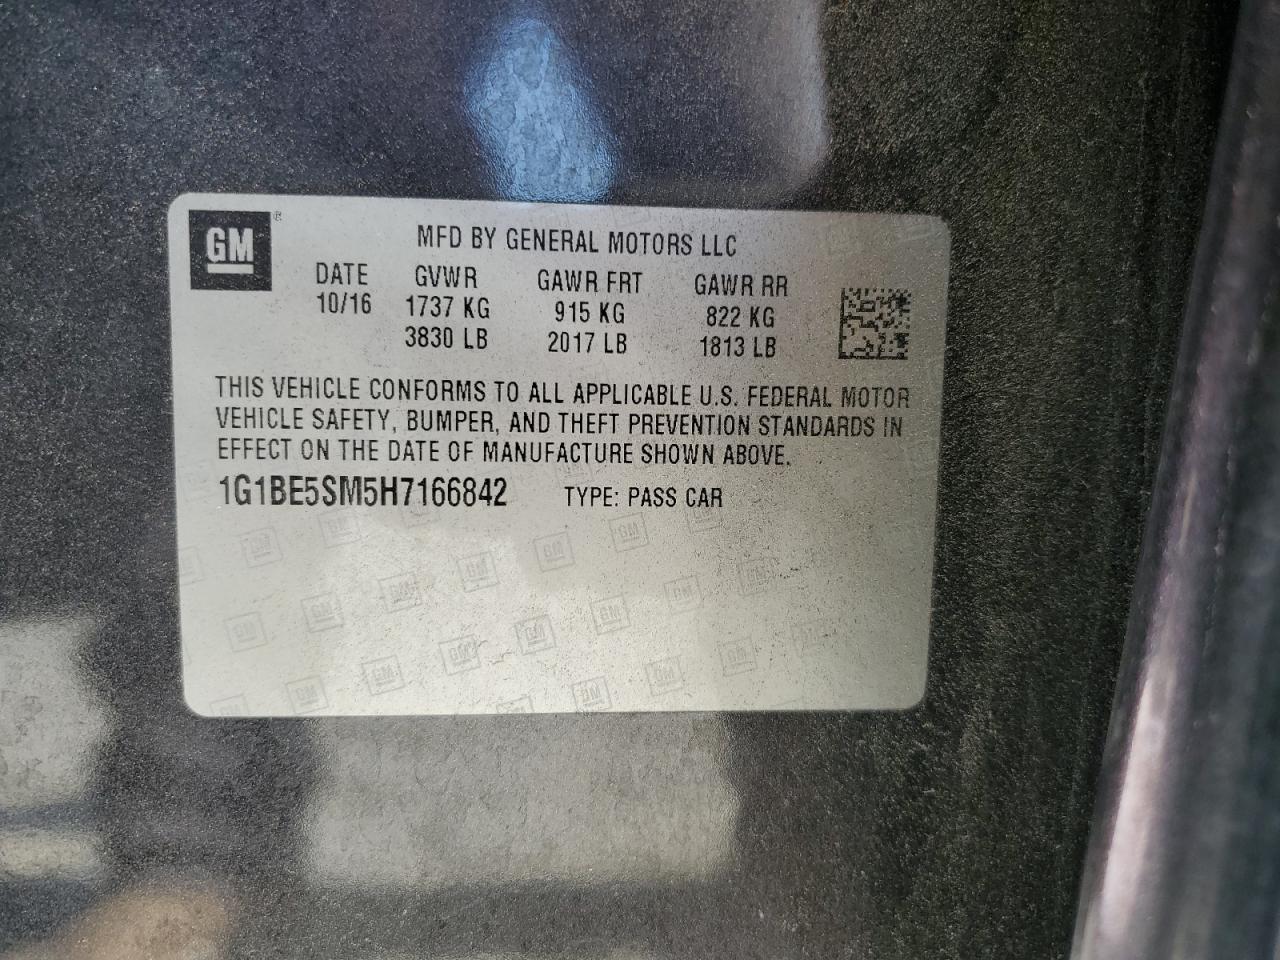 GM®
MFD BY GENERAL MOTORS LLC
DATE GVWR GAWR FRT GAWR RR
10/16 1737 KG 915 KG 822 KG
3830 LB 2017 LB 1813 LB
THIS VEHICLE CONFORMS TO ALL APPLICABLE U.S. FEDERAL MOTOR
VEHICLE SAFETY, BUMPER, AND THEFT PREVENTION STANDARDS IN
EFFECT ON THE DATE OF MANUFACTURE SHOWN ABOVE.
1G1BE5SM5H7166842 TYPE: PASS CAR